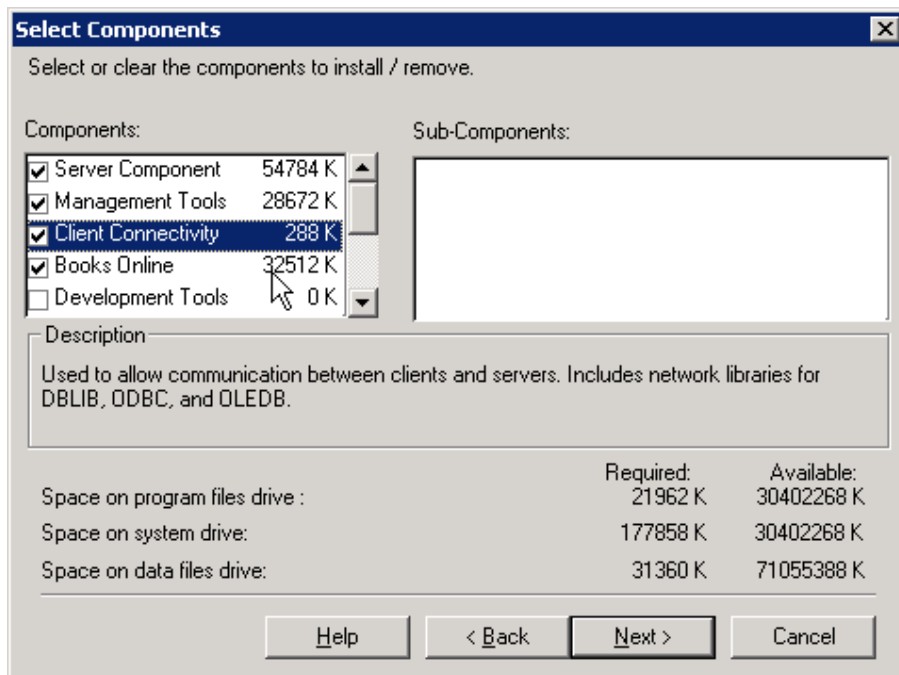 Select Components
Select or clear the components to install / remove.
Components:
Sub-Components:
Server Component 54784 K
Management Tools 28672 K
Client Connectivity 288 K
Books Online 32512 K
Development Tools 0 K
Description
Used to allow communication between clients and servers. Includes network libraries for
DBLIB, ODBC, and OLEDB.
Required: Available:
Space on program files drive : 21962 K 30402268 K
Space on system drive: 177858 K 30402268 K
Space on data files drive: 31360 K 71055388 K
Help < Back Next > Cancel